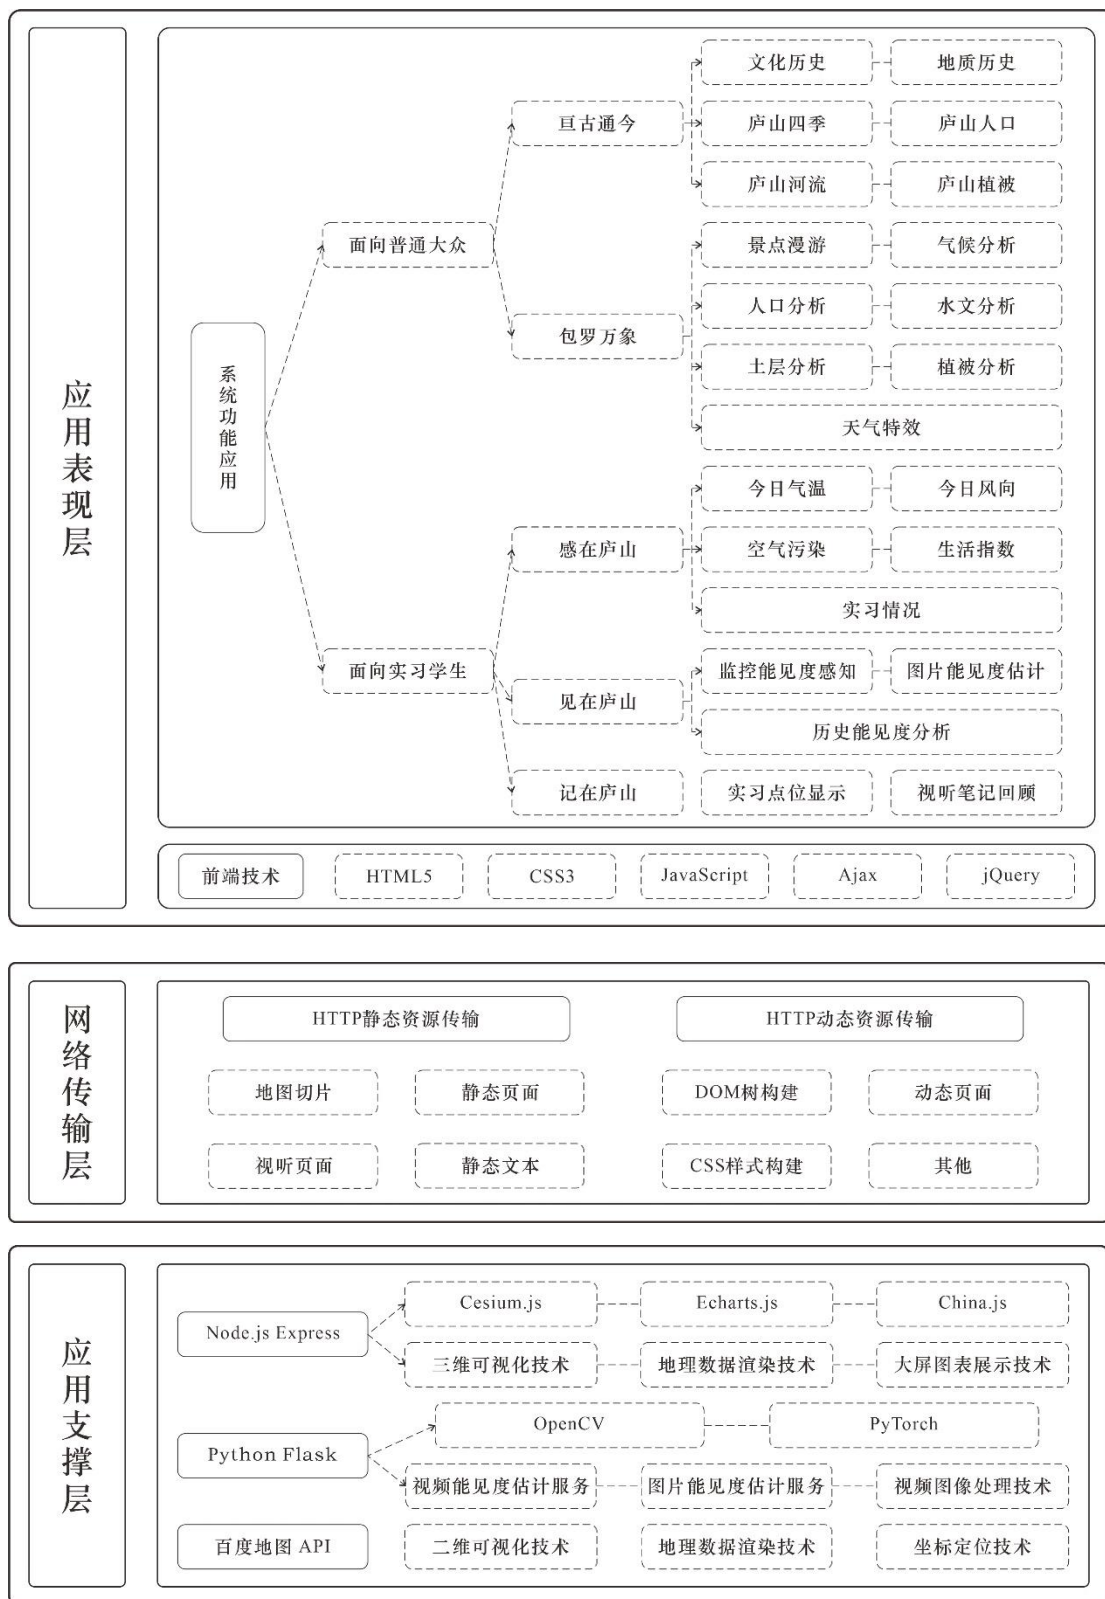 应用表现层
系统功能应用
面向普通大众
亘古通今
文化历史
地质历史
庐山四季
庐山人口
庐山河流
庐山植被
包罗万象
景点漫游
气候分析
人口分析
水文分析
土层分析
植被分析
天气特效
面向实习学生
感在庐山
今日气温
今日风向
空气污染
生活指数
实习情况
见在庐山
监控能见度感知
图片能见度估计
历史能见度分析
记在庐山
实习点位显示
视听笔记回顾
前端技术
HTML5
CSS3
JavaScript
Ajax
jQuery
网络传输层
HTTP静态资源传输
HTTP动态资源传输
地图切片
静态页面
DOM树构建
动态页面
视听页面
静态文本
CSS样式构建
其他
应用支撑层
Node.js Express
Cesium.js
Echarts.js
China.js
三维可视化技术
地理数据渲染技术
大屏图表展示技术
Python Flask
OpenCV
PyTorch
视频能见度估计服务
图片能见度估计服务
视频图像处理技术
百度地图 API
二维可视化技术
地理数据渲染技术
坐标定位技术